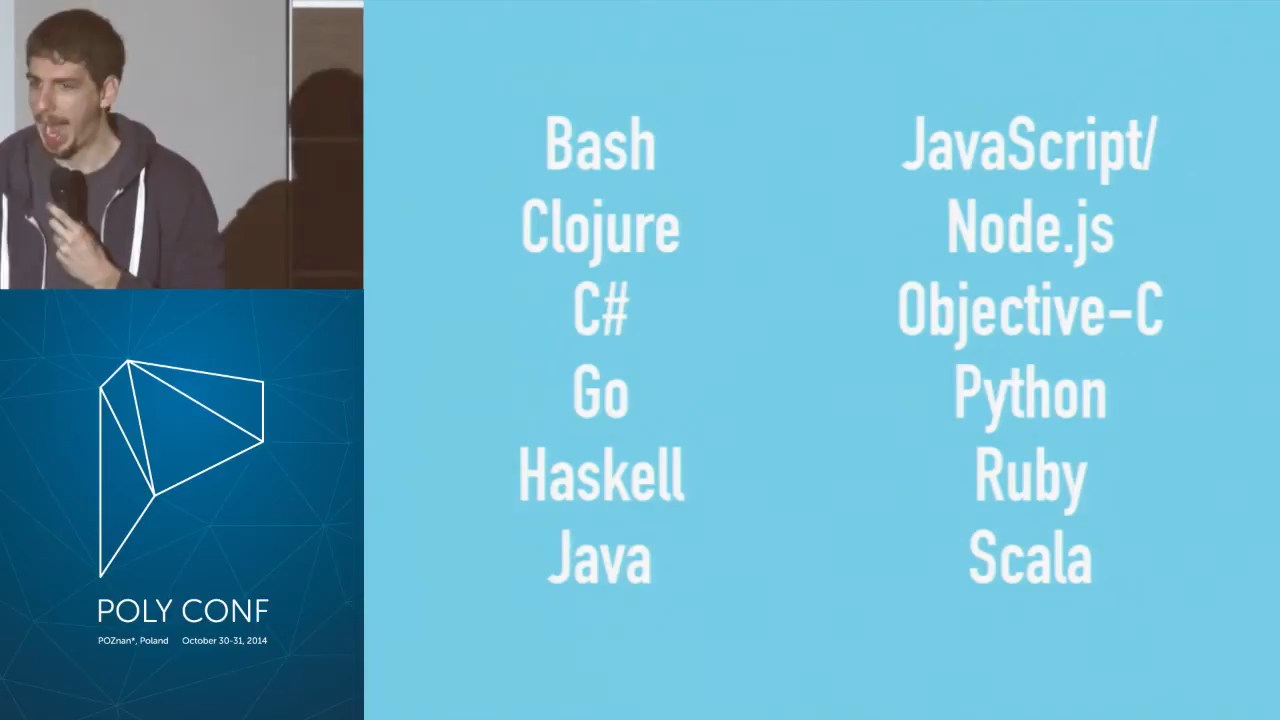 Bash
Clojure
C#
Go
Haskell
Java
JavaScript/
Node.js
Objective-C
Python
Ruby
Scala
POLY CONF
POZnan*, Poland October 30-31, 2014